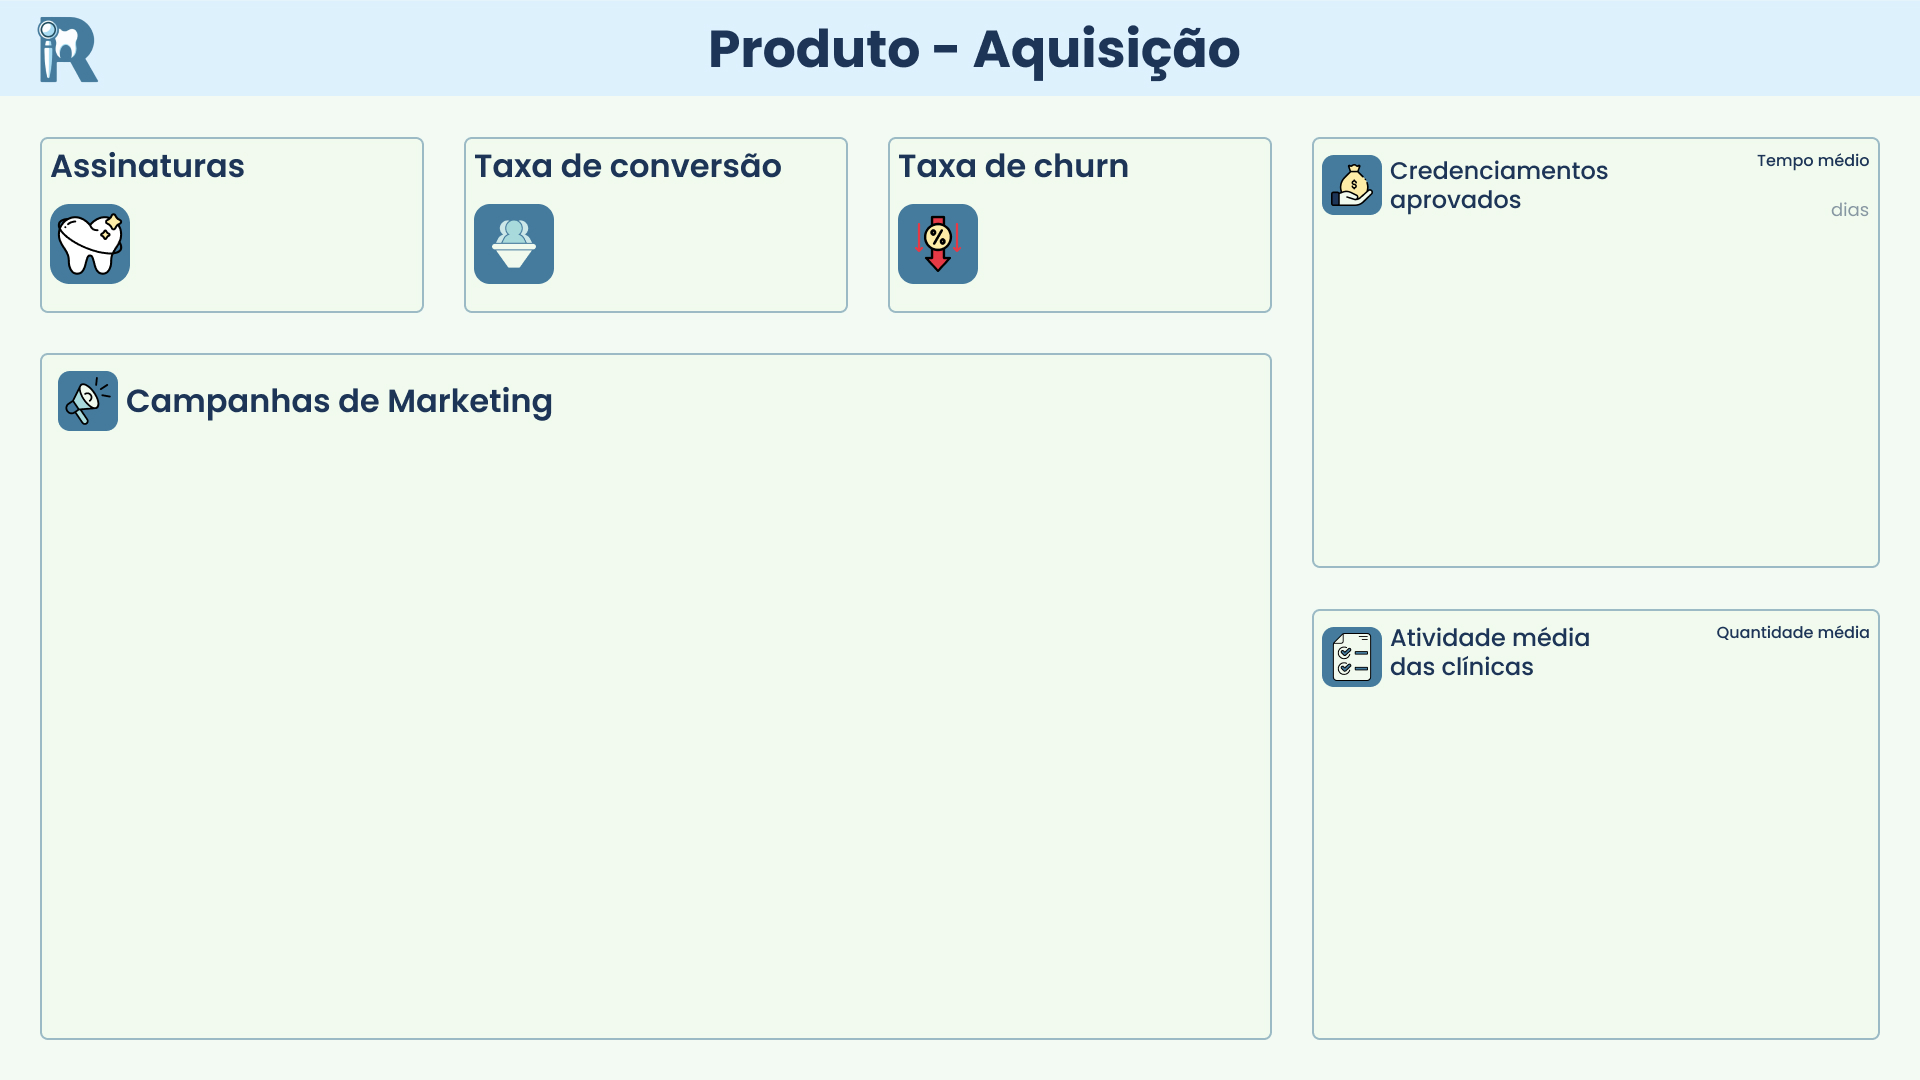 R
Produto - Aquisição
Assinaturas
Taxa de conversão
Taxa de churn
Campanhas de Marketing
Credenciamentos
aprovados
Tempo médio
dias
Atividade média
das clínicas
Quantidade média